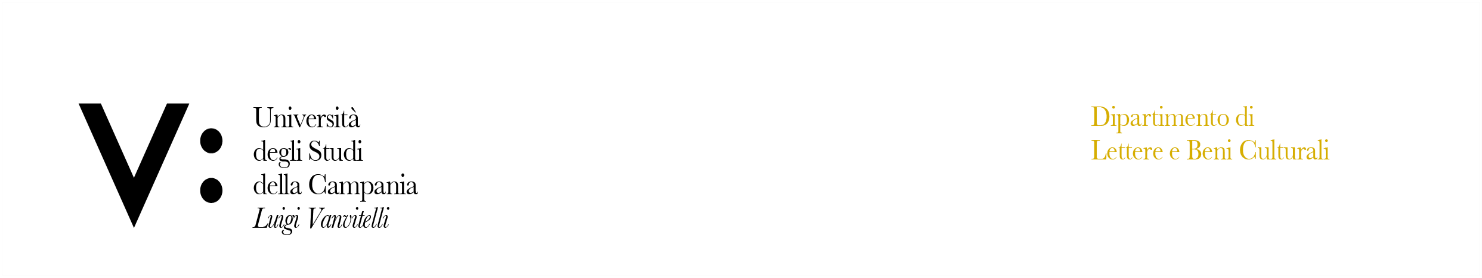 V:
Università
degli Studi
della Campania
Luigi Vanvitelli
Dipartimento di
Lettere e Beni Culturali